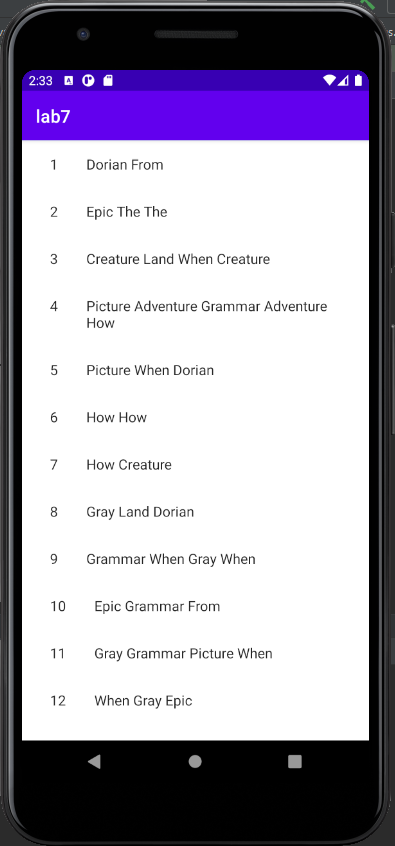 2:33
lab7
1 Dorian From
2 Epic The The
3 Creature Land When Creature
4 Picture Adventure Grammar Adventure
How
5 Picture When Dorian
6 How How
7 How Creature
8 Gray Land Dorian
9 Grammar When Gray When
10 Epic Grammar From
11 Gray Grammar Picture When
12 When Gray Epic